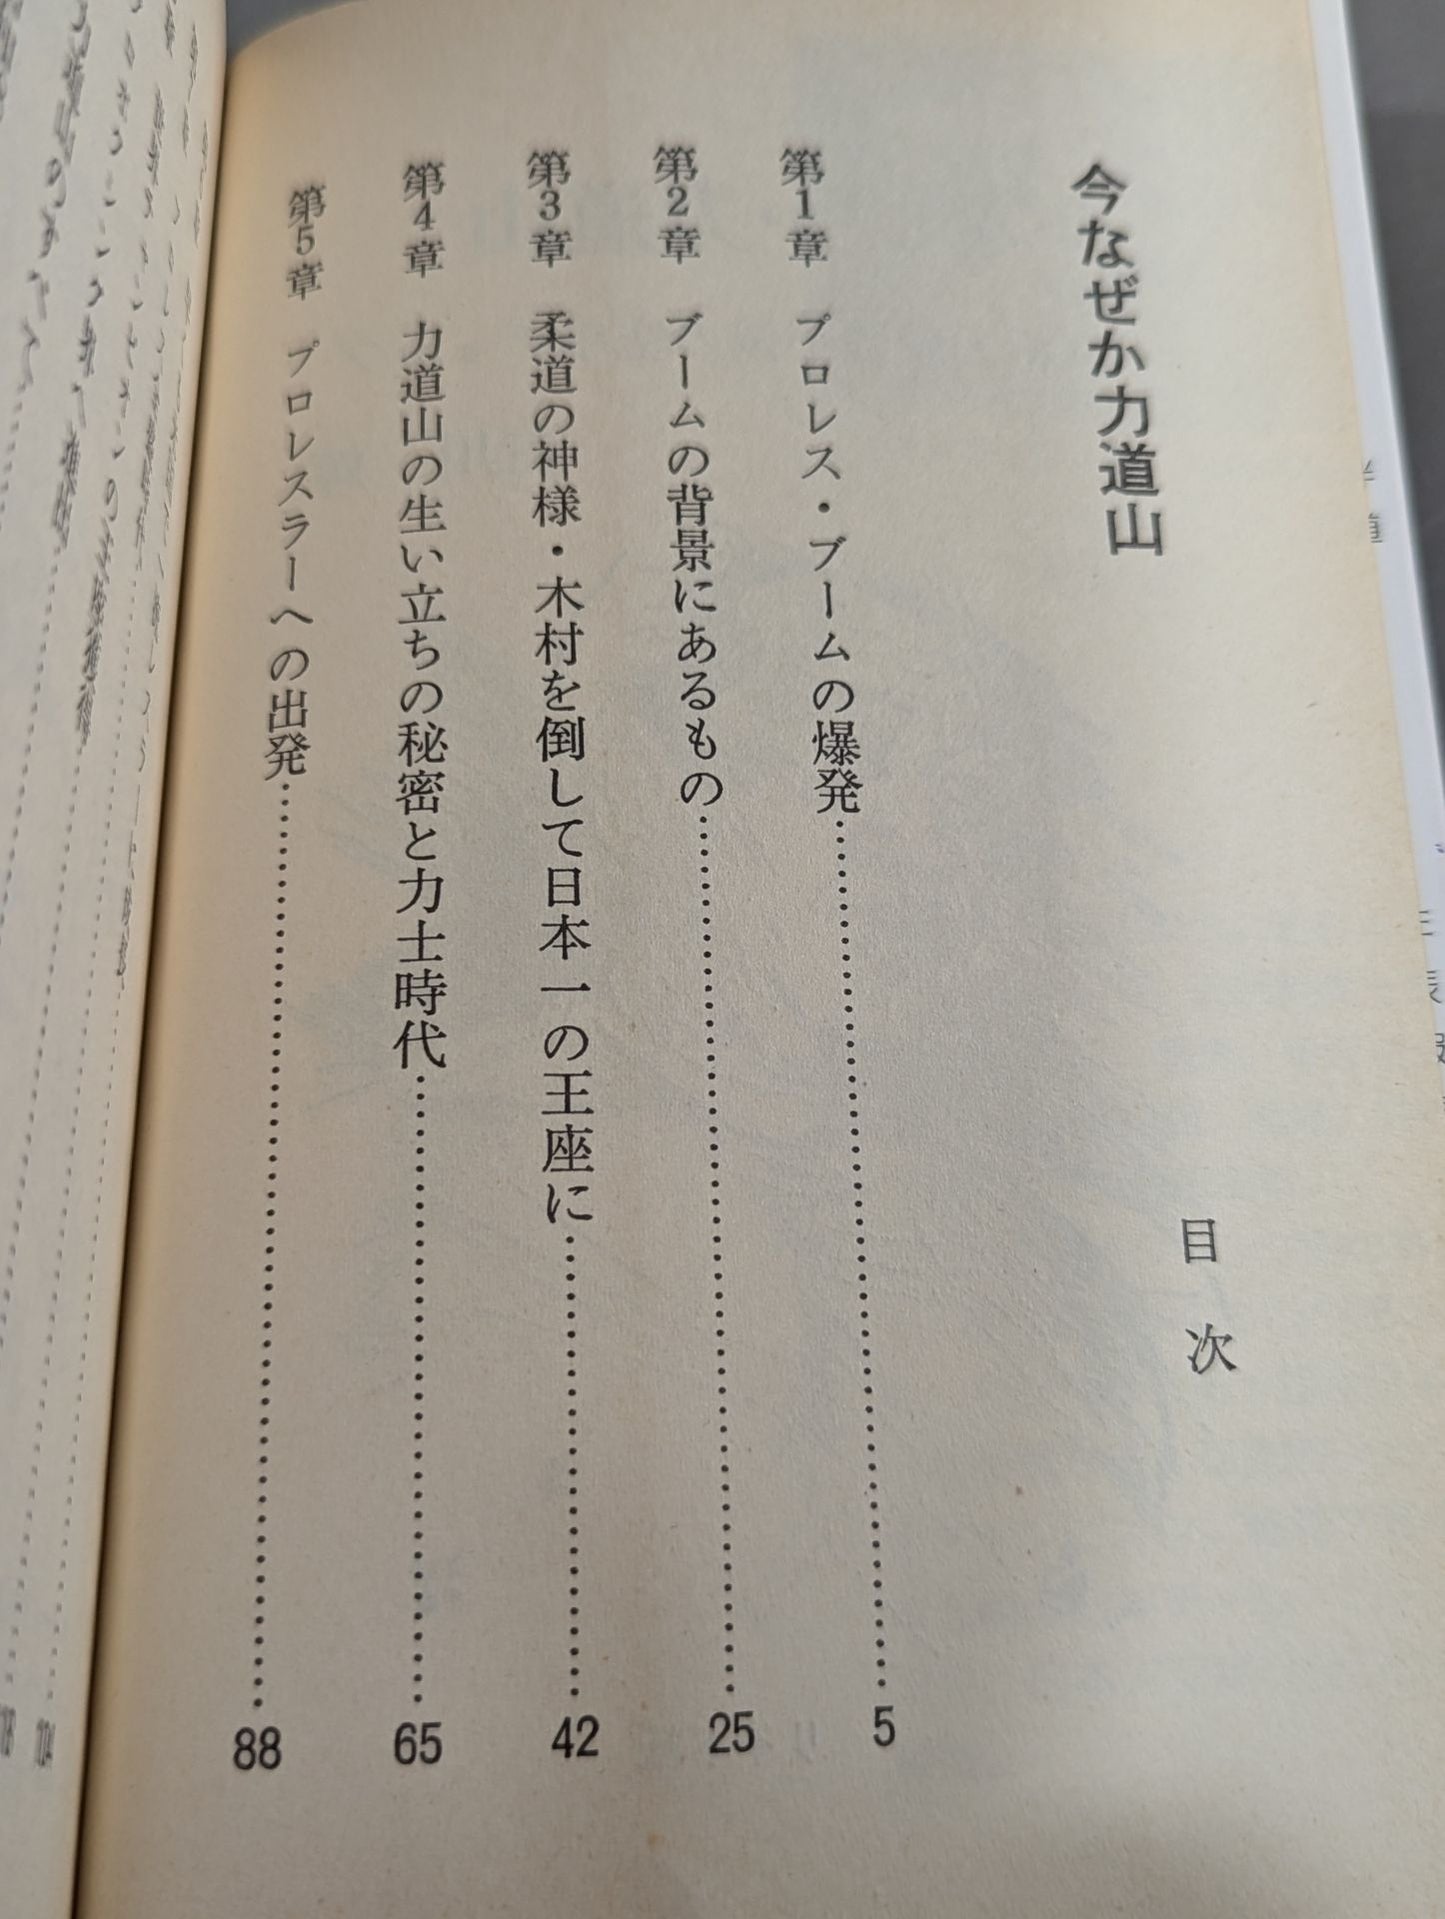 今なぜか力道山
目次
第1章 プロレス・ブームの爆発……………………5
第2章 ブームの背景にあるもの……………………25
第3章 柔道の神様・木村を倒して日本一の王座に……………………42
第4章 力道山の生い立ちの秘密と力士時代……………………65
第5章 プロレスラーへの出発……………………88